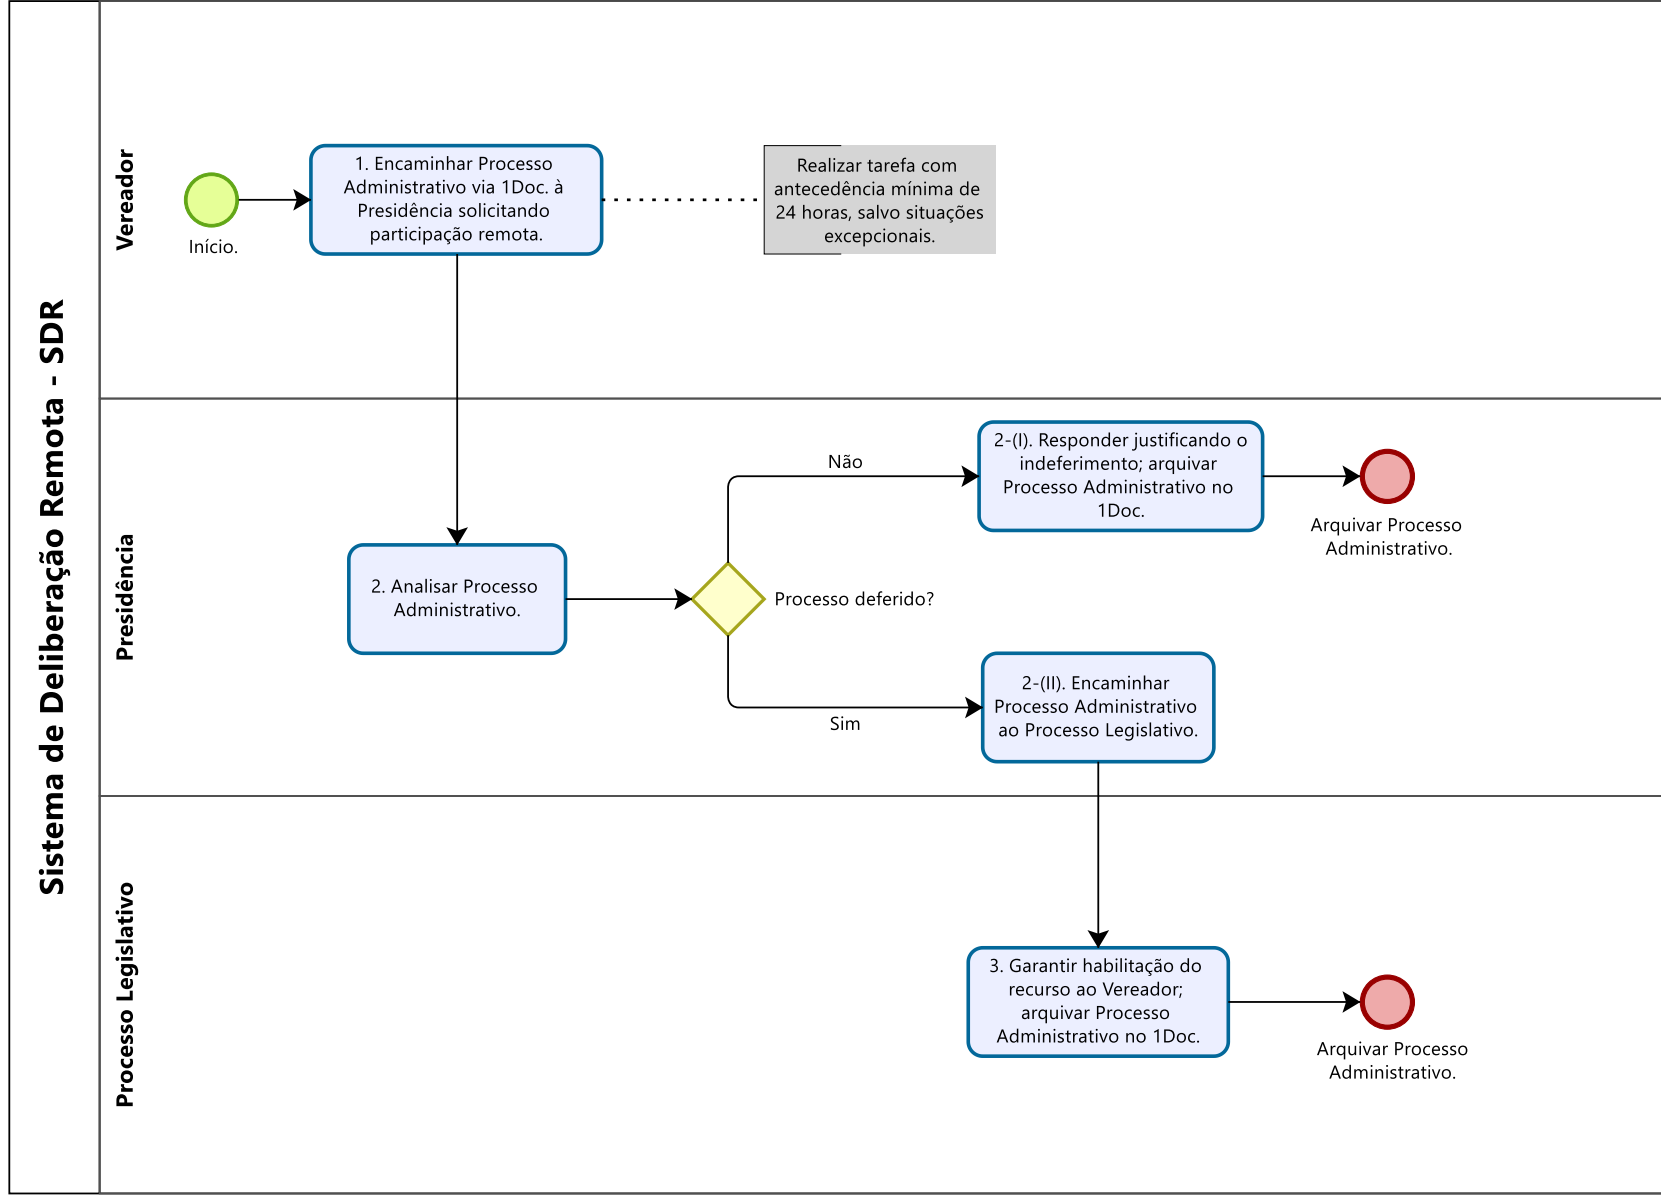 Sistema de Deliberação Remota - SDR
Vereador
Início.
1. Encaminhar Processo
Administrativo via 1Doc. à
Presidência solicitando
participação remota.
Realizar tarefa com
antecedência mínima de
24 horas, salvo situações
excepcionais.
Presidência
2. Analisar Processo
Administrativo.
Processo deferido?
Não
2-(I). Responder justificando o
indeferimento; arquivar
Processo Administrativo no
1Doc.
Arquivar Processo
Administrativo.
Sim
2-(II). Encaminhar
Processo Administrativo
ao Processo Legislativo.
Processo Legislativo
3. Garantir habilitação do
recurso ao Vereador;
arquivar Processo
Administrativo no 1Doc.
Arquivar Processo
Administrativo.